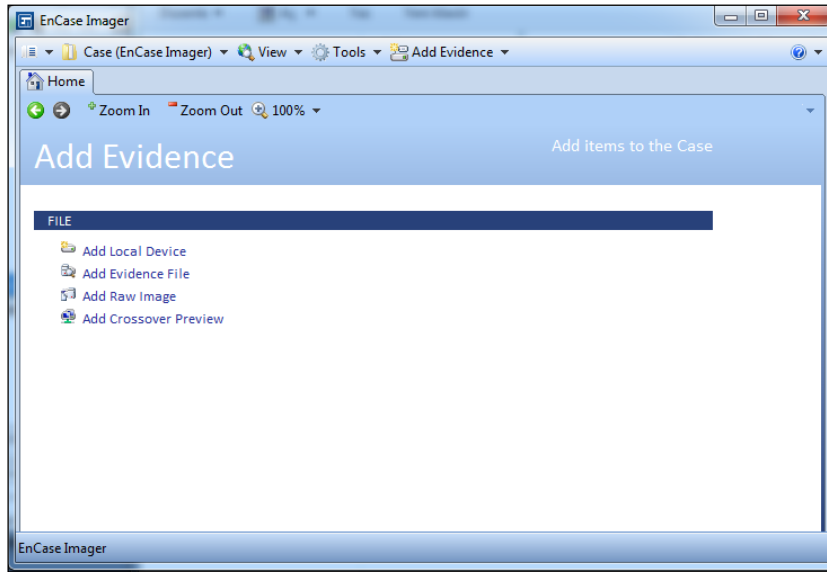 EnCase Imager
Case (EnCase Imager) View Tools Add Evidence
Home
Zoom In Zoom Out 100%
Add Evidence
Add items to the Case
FILE
Add Local Device
Add Evidence File
Add Raw Image
Add Crossover Preview
EnCase Imager